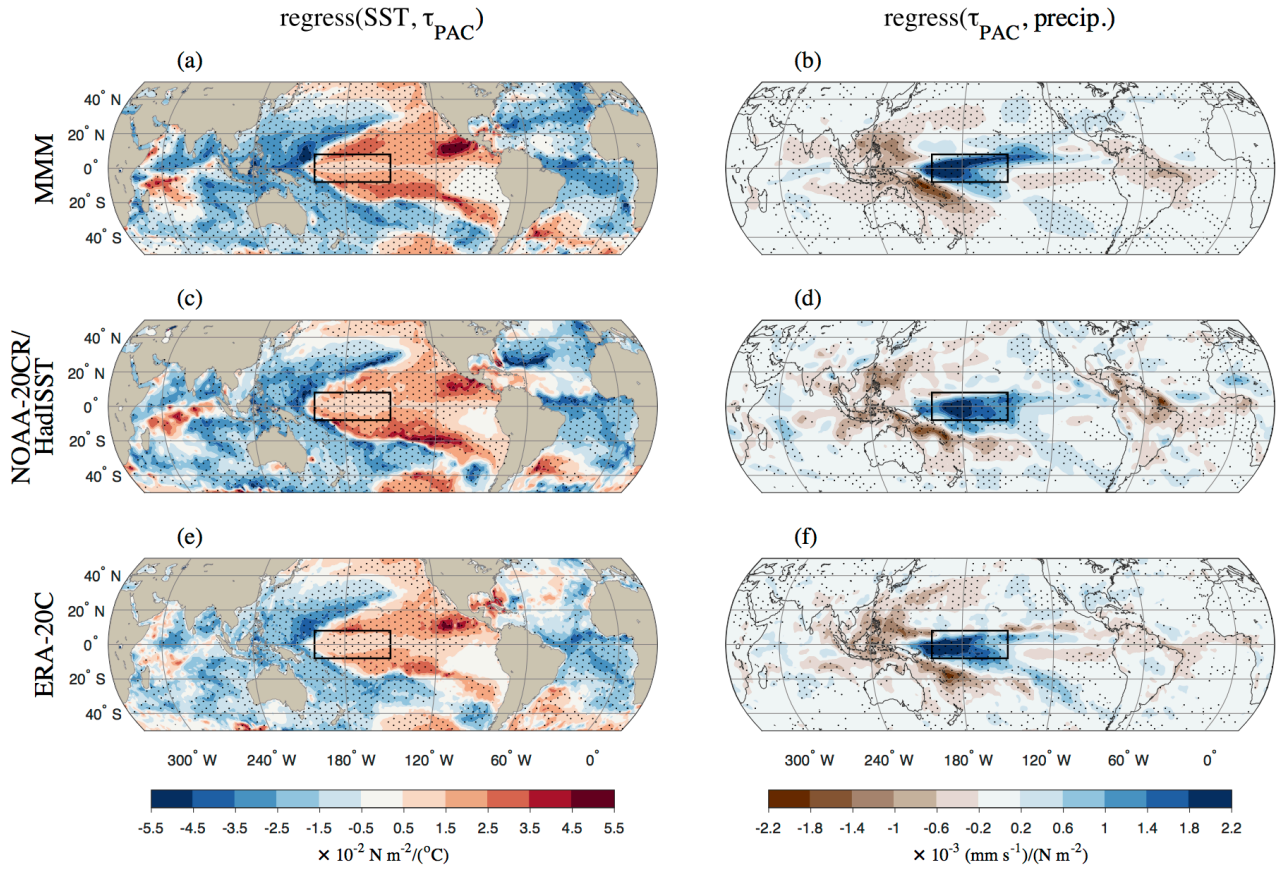 regress(SST, τPAC)
regress(τPAC, precip.)
(a)
(b)
MMM
40° N
20° N
0°
20° S
40° S
(c)
(d)
NOAA-20CR/
HadISST
40° N
20° N
0°
20° S
40° S
(e)
(f)
ERA-20C
40° N
20° N
0°
20° S
40° S
300° W 240° W 180° W 120° W 60° W 0°
300° W 240° W 180° W 120° W 60° W 0°
-5.5 -4.5 -3.5 -2.5 -1.5 -0.5 0.5 1.5 2.5 3.5 4.5 5.5
× 10⁻² N m⁻²/(°C)
-2.2 -1.8 -1.4 -1 -0.6 -0.2 0.2 0.6 1 1.4 1.8 2.2
× 10⁻³ (mm s⁻¹)/(N m⁻²)